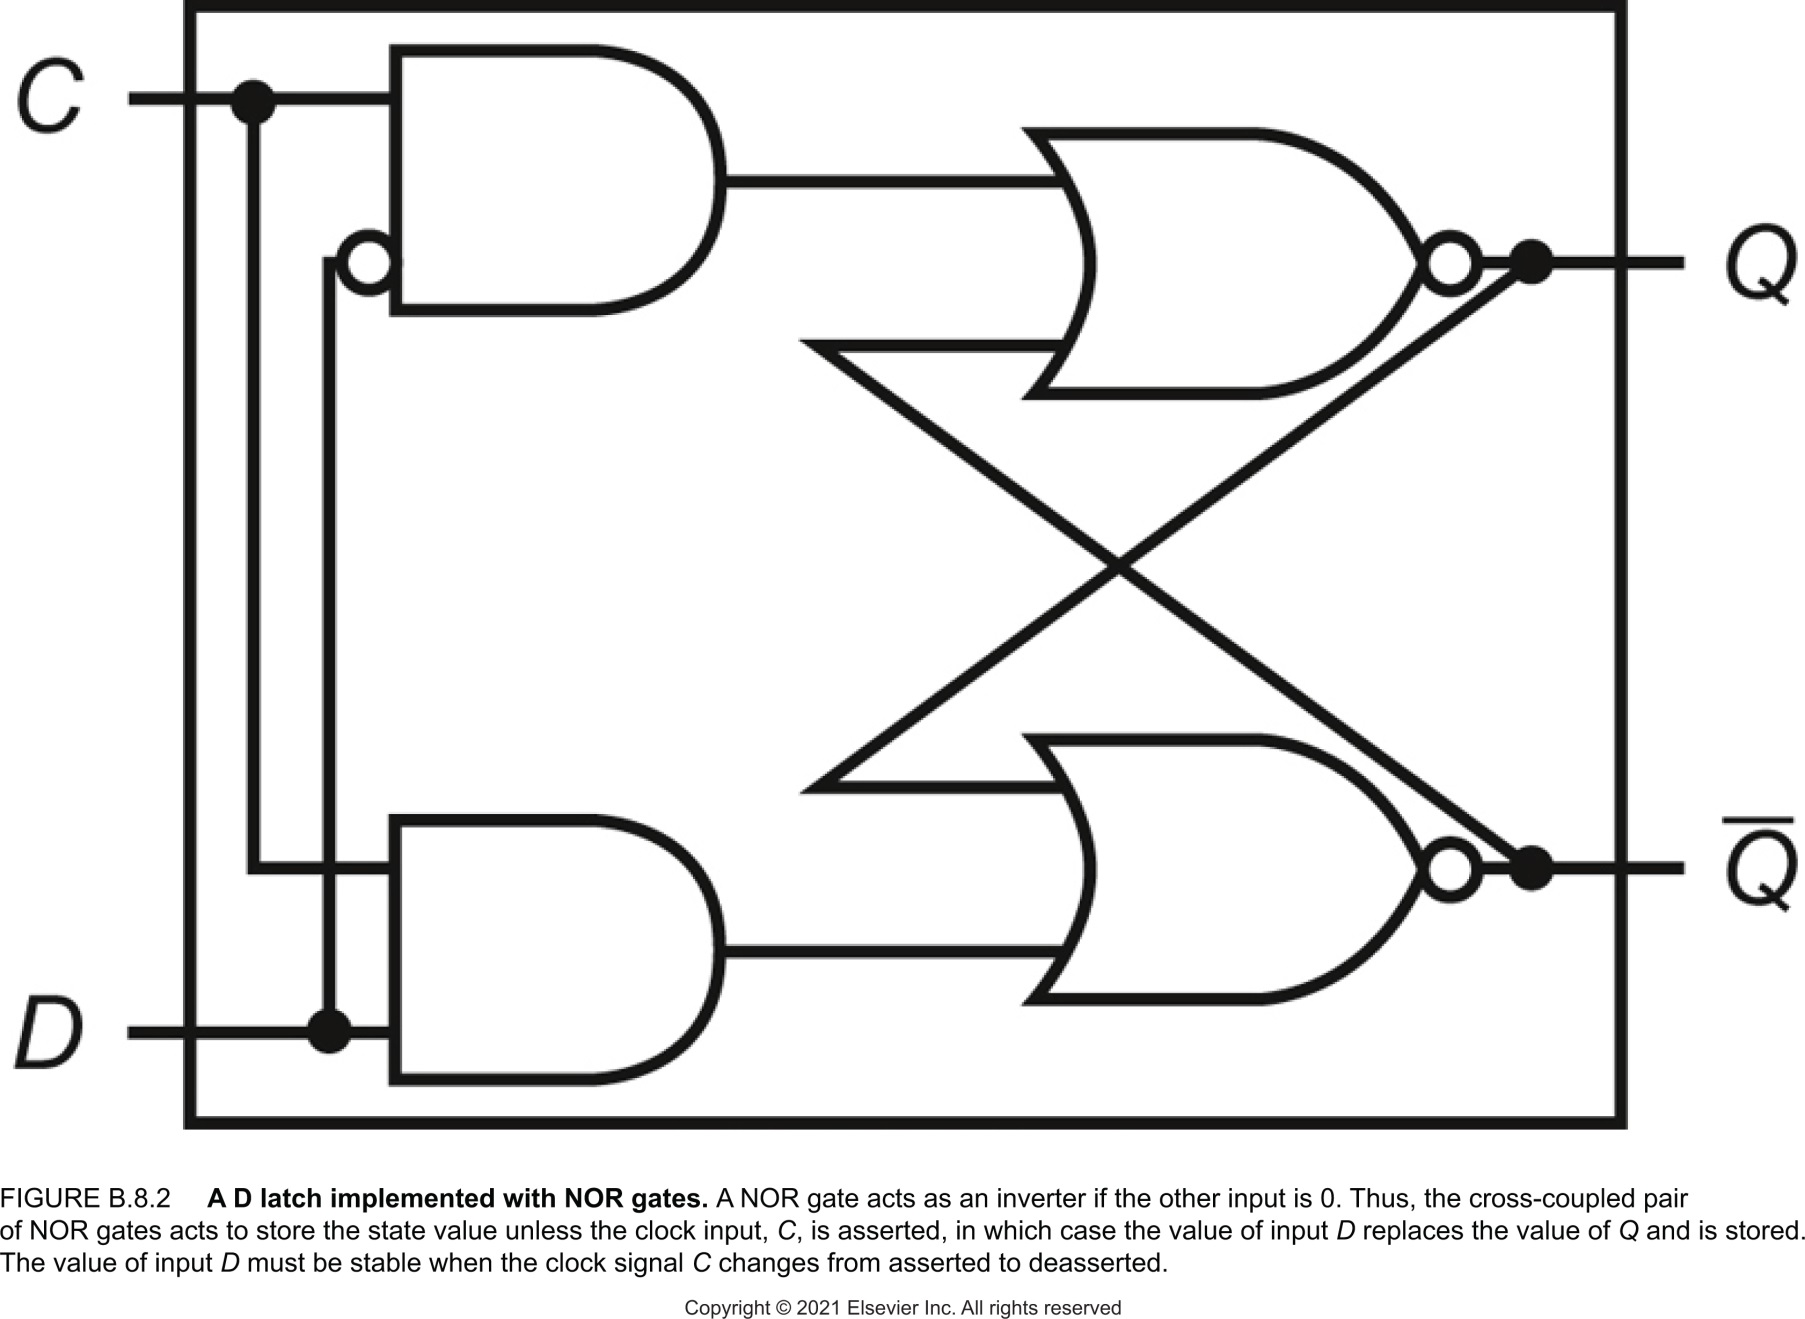 C
Q
Q̅
D
FIGURE B.8.2 A D latch implemented with NOR gates. A NOR gate acts as an inverter if the other input is 0. Thus, the cross-coupled pair
of NOR gates acts to store the state value unless the clock input, C, is asserted, in which case the value of input D replaces the value of Q and is stored.
The value of input D must be stable when the clock signal C changes from asserted to deasserted.
Copyright © 2021 Elsevier Inc. All rights reserved